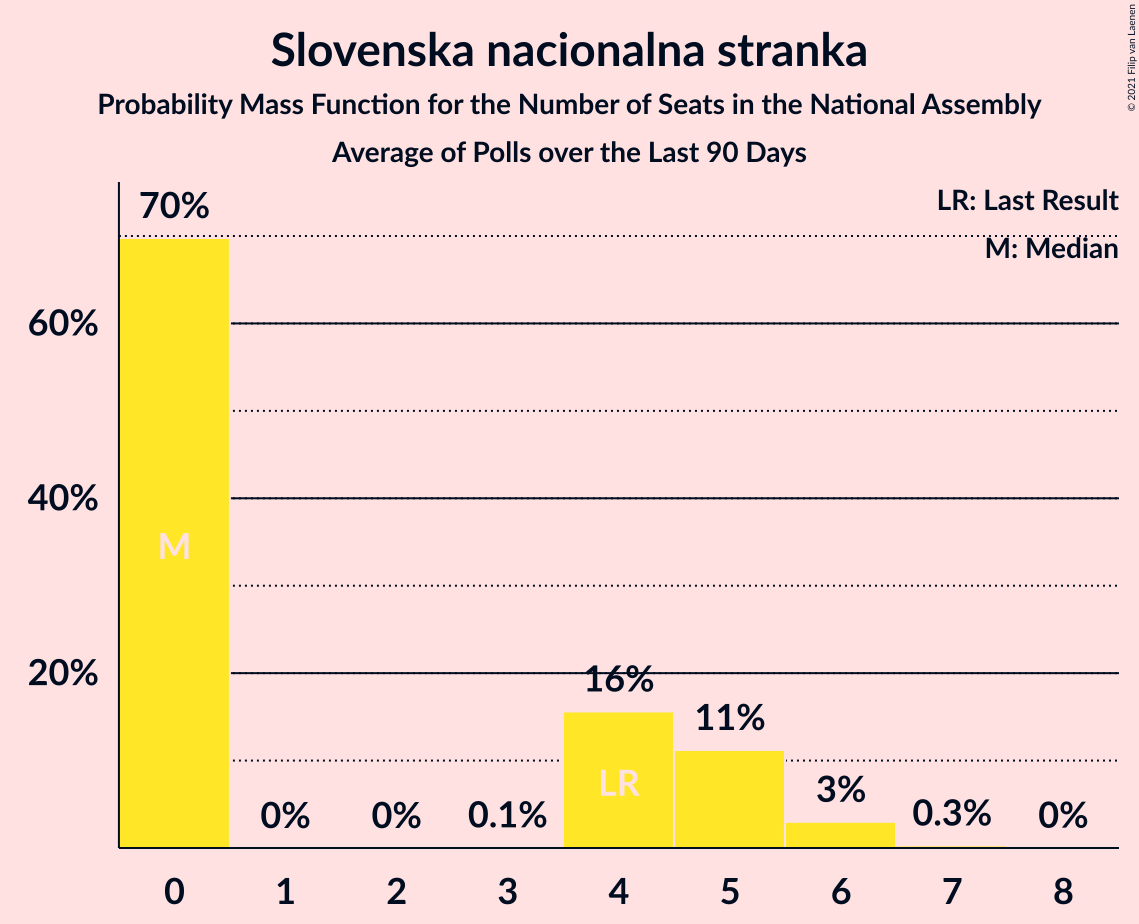 Slovenska nacionalna stranka
Probability Mass Function for the Number of Seats in the National Assembly
Average of Polls over the Last 90 Days
© 2021 Filip van Laenen
LR: Last Result
M: Median
70%
60%
40%
20%
M
16%
LR
11%
0%
0%
0.1%
3%
0.3%
0%
0 1 2 3 4 5 6 7 8